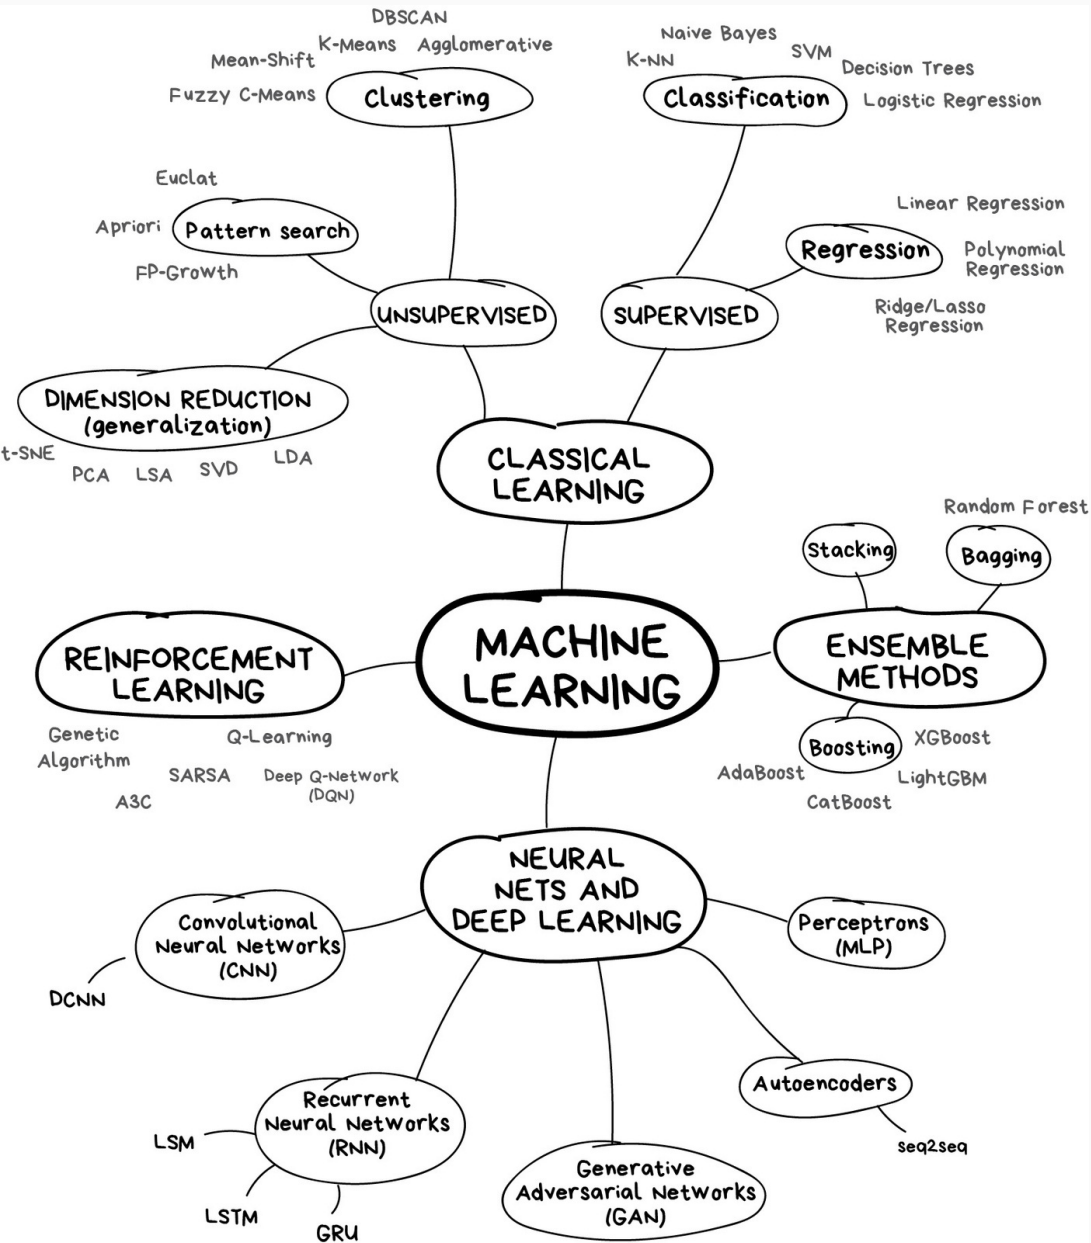 DBSCAN
K-Means
Agglomerative
Mean-Shift
Fuzzy C-Means
Clustering
Naive Bayes
K-NN
SVM
Decision Trees
Logistic Regression
Classification
Euclat
Apriori
Pattern search
FP-Growth
Linear Regression
Regression
Polynomial
Regression
Ridge/Lasso
Regression
UNSUPERVISED
SUPERVISED
DIMENSION REDUCTION
(generalization)
t-SNE
PCA
LSA
SVD
LDA
CLASSICAL
LEARNING
Random Forest
Stacking
Bagging
MACHINE
LEARNING
REINFORCEMENT
LEARNING
ENSEMBLE
METHODS
Genetic
Algorithm
Q-Learning
SARSA
Deep Q-Network
(DQN)
A3C
Boosting
XGBoost
AdaBoost
LightGBM
CatBoost
NEURAL
NETS AND
DEEP LEARNING
Convolutional
Neural Networks
(CNN)
DCNN
Perceptrons
(MLP)
Autoencoders
seq2seq
Recurrent
Neural Networks
(RNN)
LSM
LSTM
GRU
Generative
Adversarial Networks
(GAN)